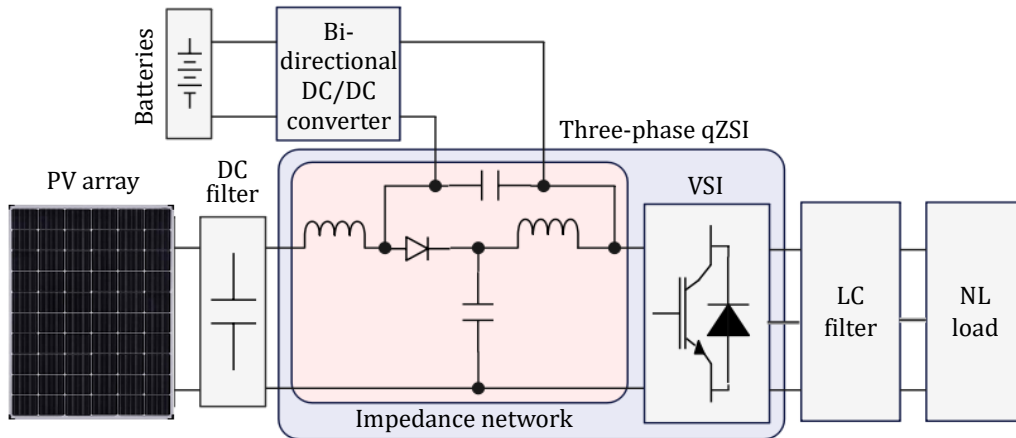 Batteries
Bi-
directional
DC/DC
converter
Three-phase qZSI
PV array
DC
filter
VSI
LC
filter
NL
load
Impedance network